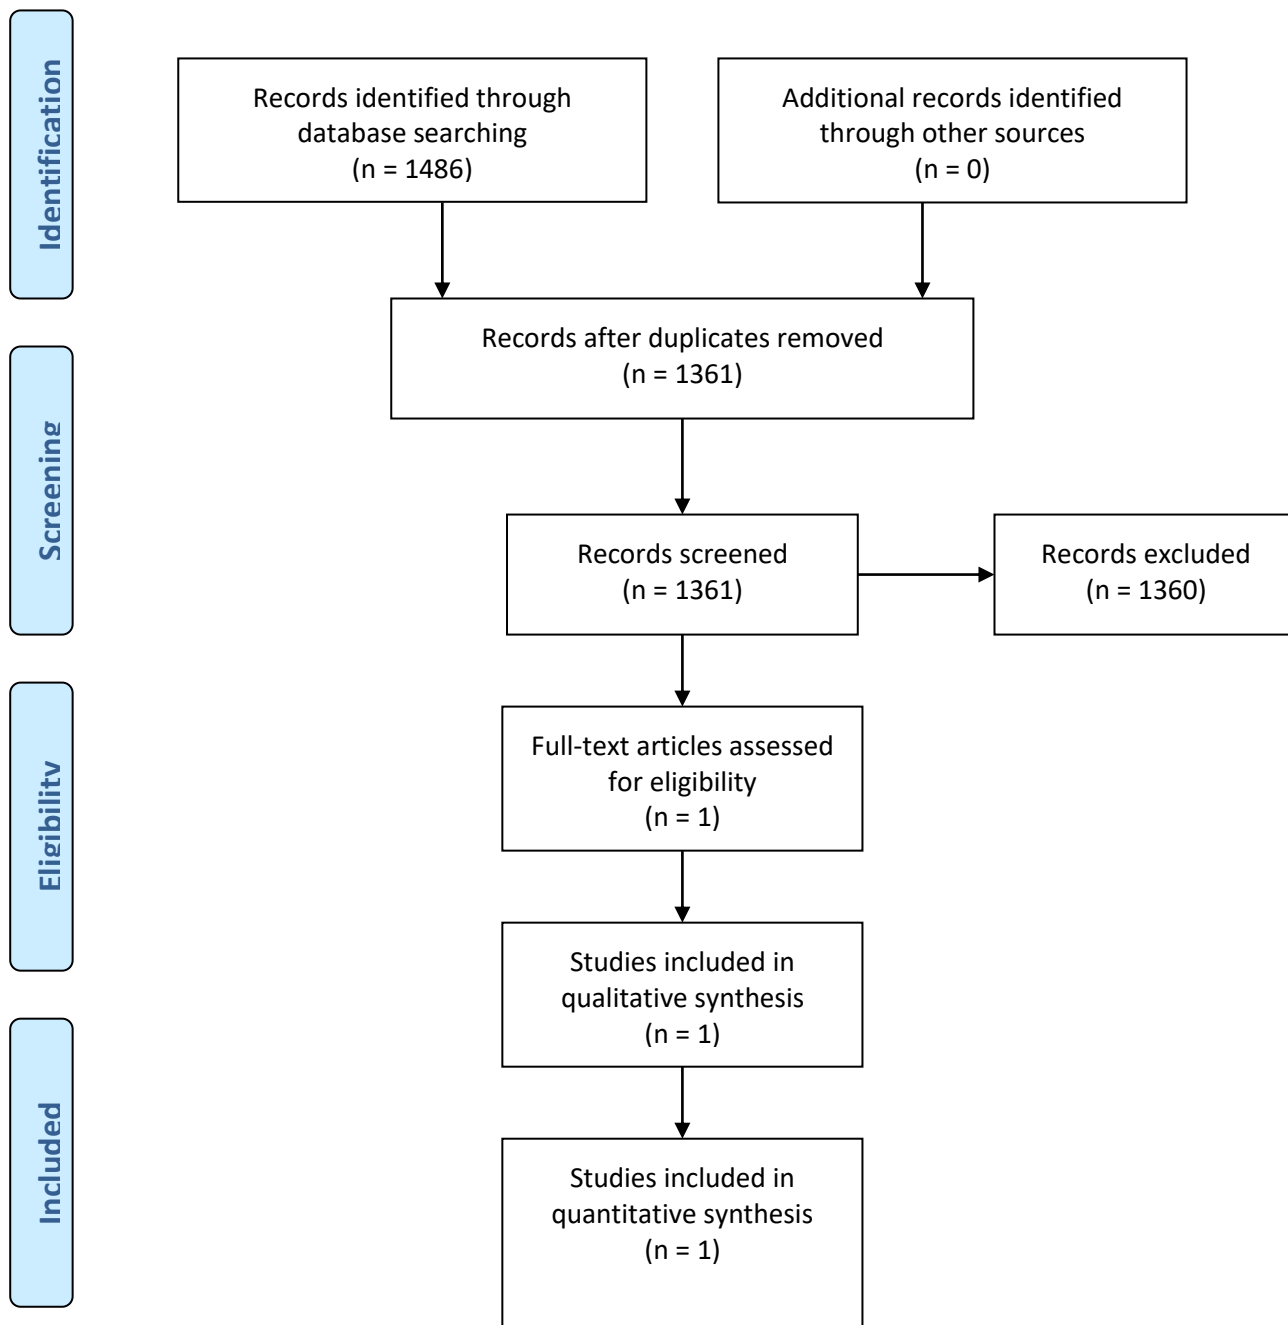 Identification
Records identified through
database searching
(n = 1486)
Additional records identified
through other sources
(n = 0)
Records after duplicates removed
(n = 1361)
Screening
Records screened
(n = 1361)
Records excluded
(n = 1360)
Eligibility
Full-text articles assessed
for eligibility
(n = 1)
Studies included in
qualitative synthesis
(n = 1)
Included
Studies included in
quantitative synthesis
(n = 1)